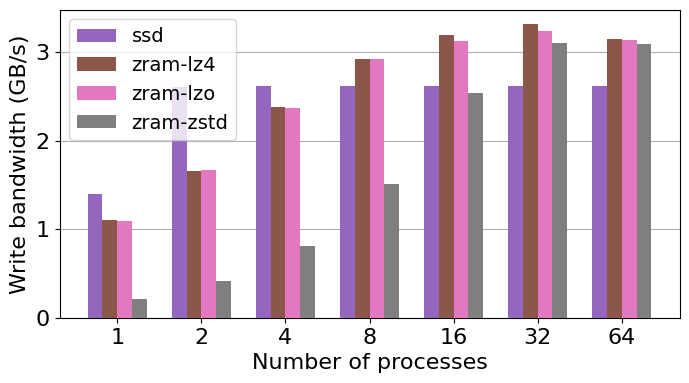 ssd
zram-lz4
zram-lzo
zram-zstd
Write bandwidth (GB/s)
3
2
1
0
1 2 4 8 16 32 64
Number of processes